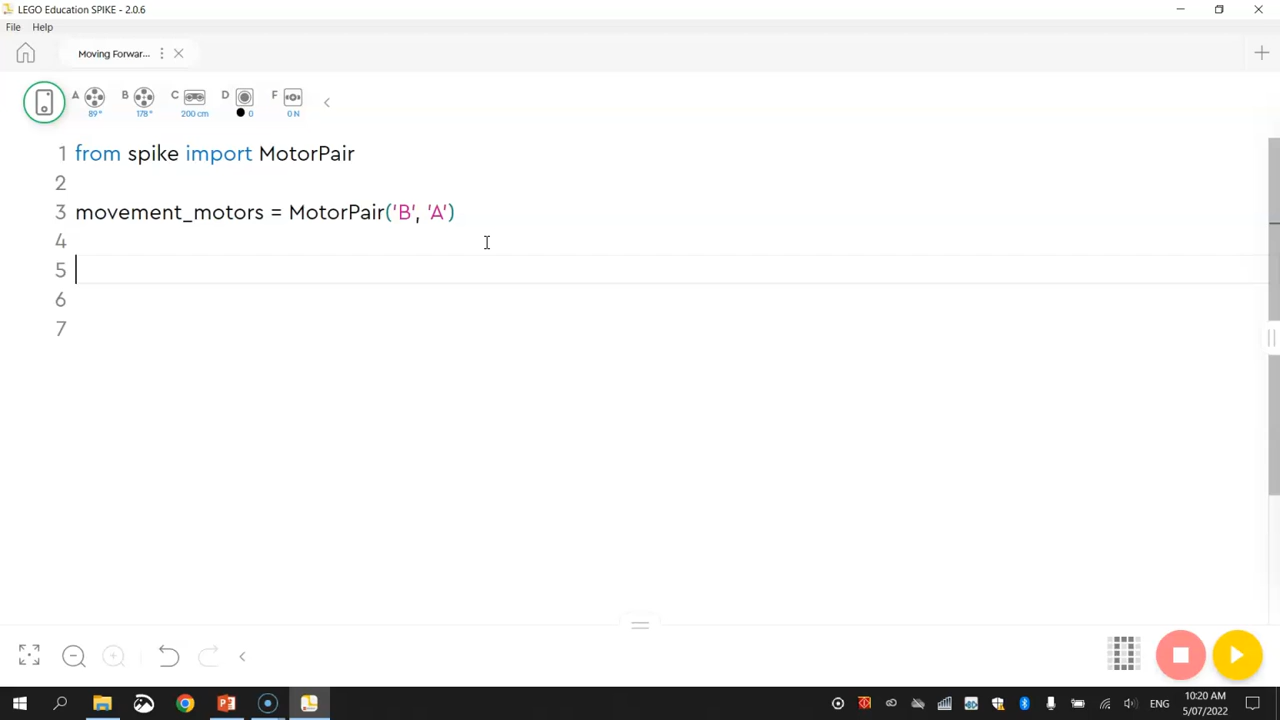 LEGO Education SPIKE - 2.0.6
File Help
Moving Forwar...
A B C D F
89° 178° 200 cm 0 0 N
1 from spike import MotorPair
2
3 movement_motors = MotorPair('B', 'A')
4
5
6
7
10:20 AM
ENG
5/07/2022